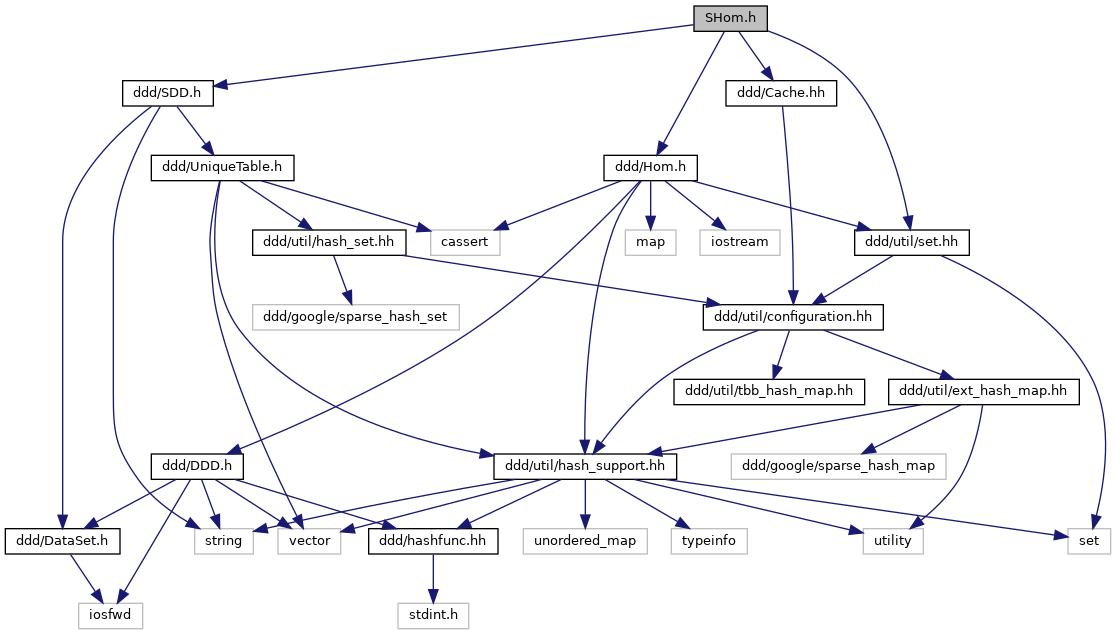 SHom.h
ddd/SDD.h
ddd/Cache.hh
ddd/UniqueTable.h
ddd/Hom.h
ddd/util/hash_set.hh
cassert
map
iostream
ddd/util/set.hh
ddd/google/sparse_hash_set
ddd/util/configuration.hh
ddd/util/tbb_hash_map.hh
ddd/util/ext_hash_map.hh
ddd/DDD.h
ddd/util/hash_support.hh
ddd/google/sparse_hash_map
ddd/DataSet.h
string
vector
ddd/hashfunc.hh
unordered_map
typeinfo
utility
set
iosfwd
stdint.h